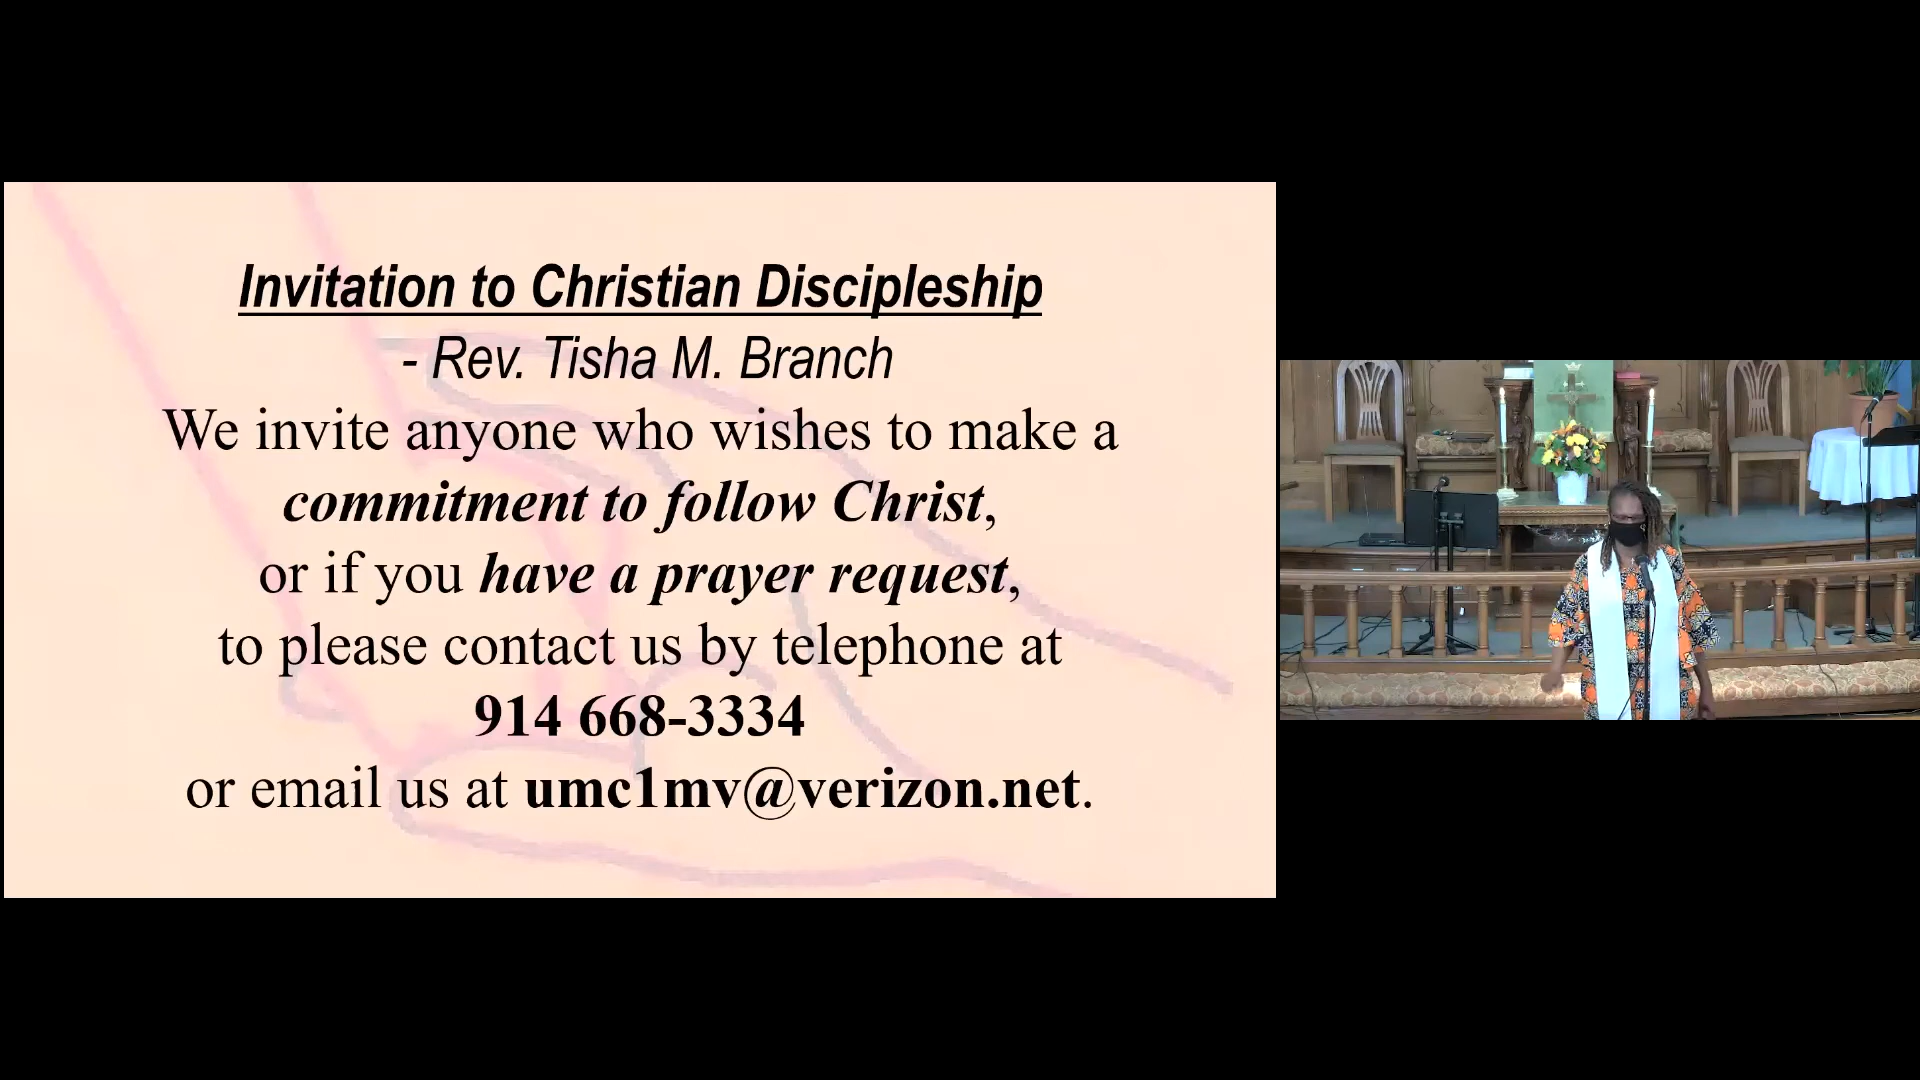 Invitation to Christian Discipleship
- Rev. Tisha M. Branch
We invite anyone who wishes to make a
commitment to follow Christ,
or if you have a prayer request,
to please contact us by telephone at
914 668-3334
or email us at umc1mv@verizon.net.